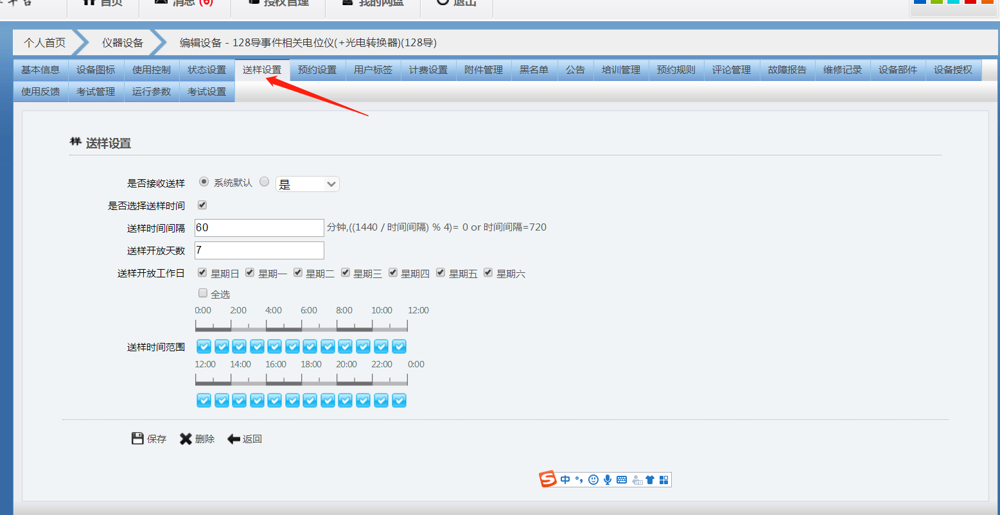 平台 首页 消息 (6) 授权管理 我的网盘 退出
个人首页 仪器设备 编辑设备 - 128导事件相关电位仪(+光电转换器)(128导)
基本信息 设备图标 使用控制 状态设置 送样设置 预约设置 用户标签 计费设置 附件管理 黑名单 公告 培训管理 预约规则 评论管理 故障报告 维修记录 设备部件 设备授权
使用反馈 考试管理 运行参数 考试设置
样 送样设置
是否接收送样 系统默认 是
是否选择送样时间
送样时间间隔 60 分钟,((1440 / 时间间隔) % 4)= 0 or 时间间隔=720
送样开放天数 7
送样开放工作日 星期日 星期一 星期二 星期三 星期四 星期五 星期六
全选
0:00 2:00 4:00 6:00 8:00 10:00 12:00
送样时间范围
12:00 14:00 16:00 18:00 20:00 22:00 0:00
保存 删除 返回
S 中 °,